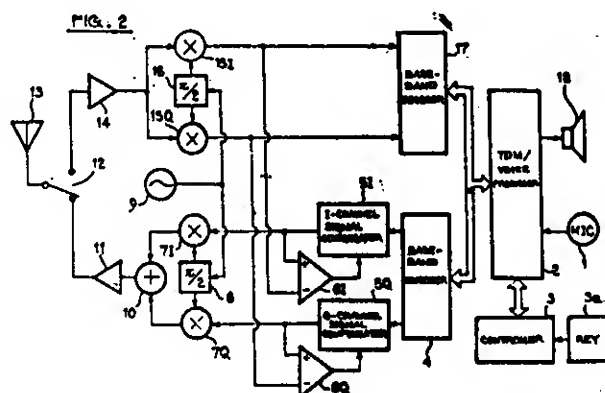 FIG. 2
13
12
14
15I
16
π/2
15Q
9
11
10
7I
π/2
8
7Q
5I
I-CHANNEL
SIGNAL
6I
5Q
Q-CHANNEL
SIGNAL
6Q
17
BASE-
BAND
BASE-
BAND
4
TDM/
VOICE
2
18
MIC
1
3
CONTROLLER
3a
KEY